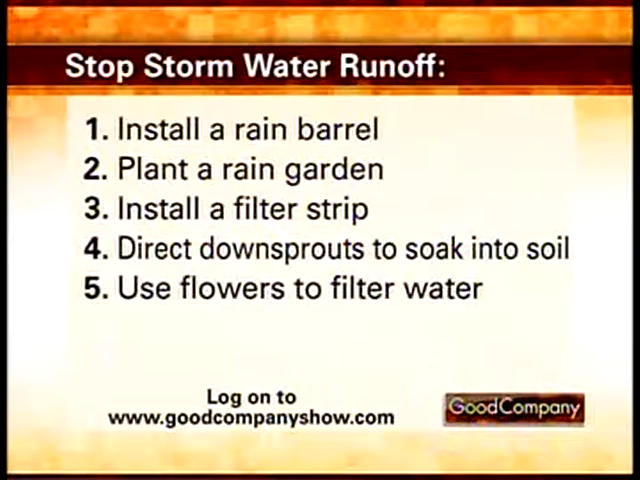 Stop Storm Water Runoff:
1. Install a rain barrel
2. Plant a rain garden
3. Install a filter strip
4. Direct downsprouts to soak into soil
5. Use flowers to filter water
Log on to
www.goodcompanyshow.com
GoodCompany